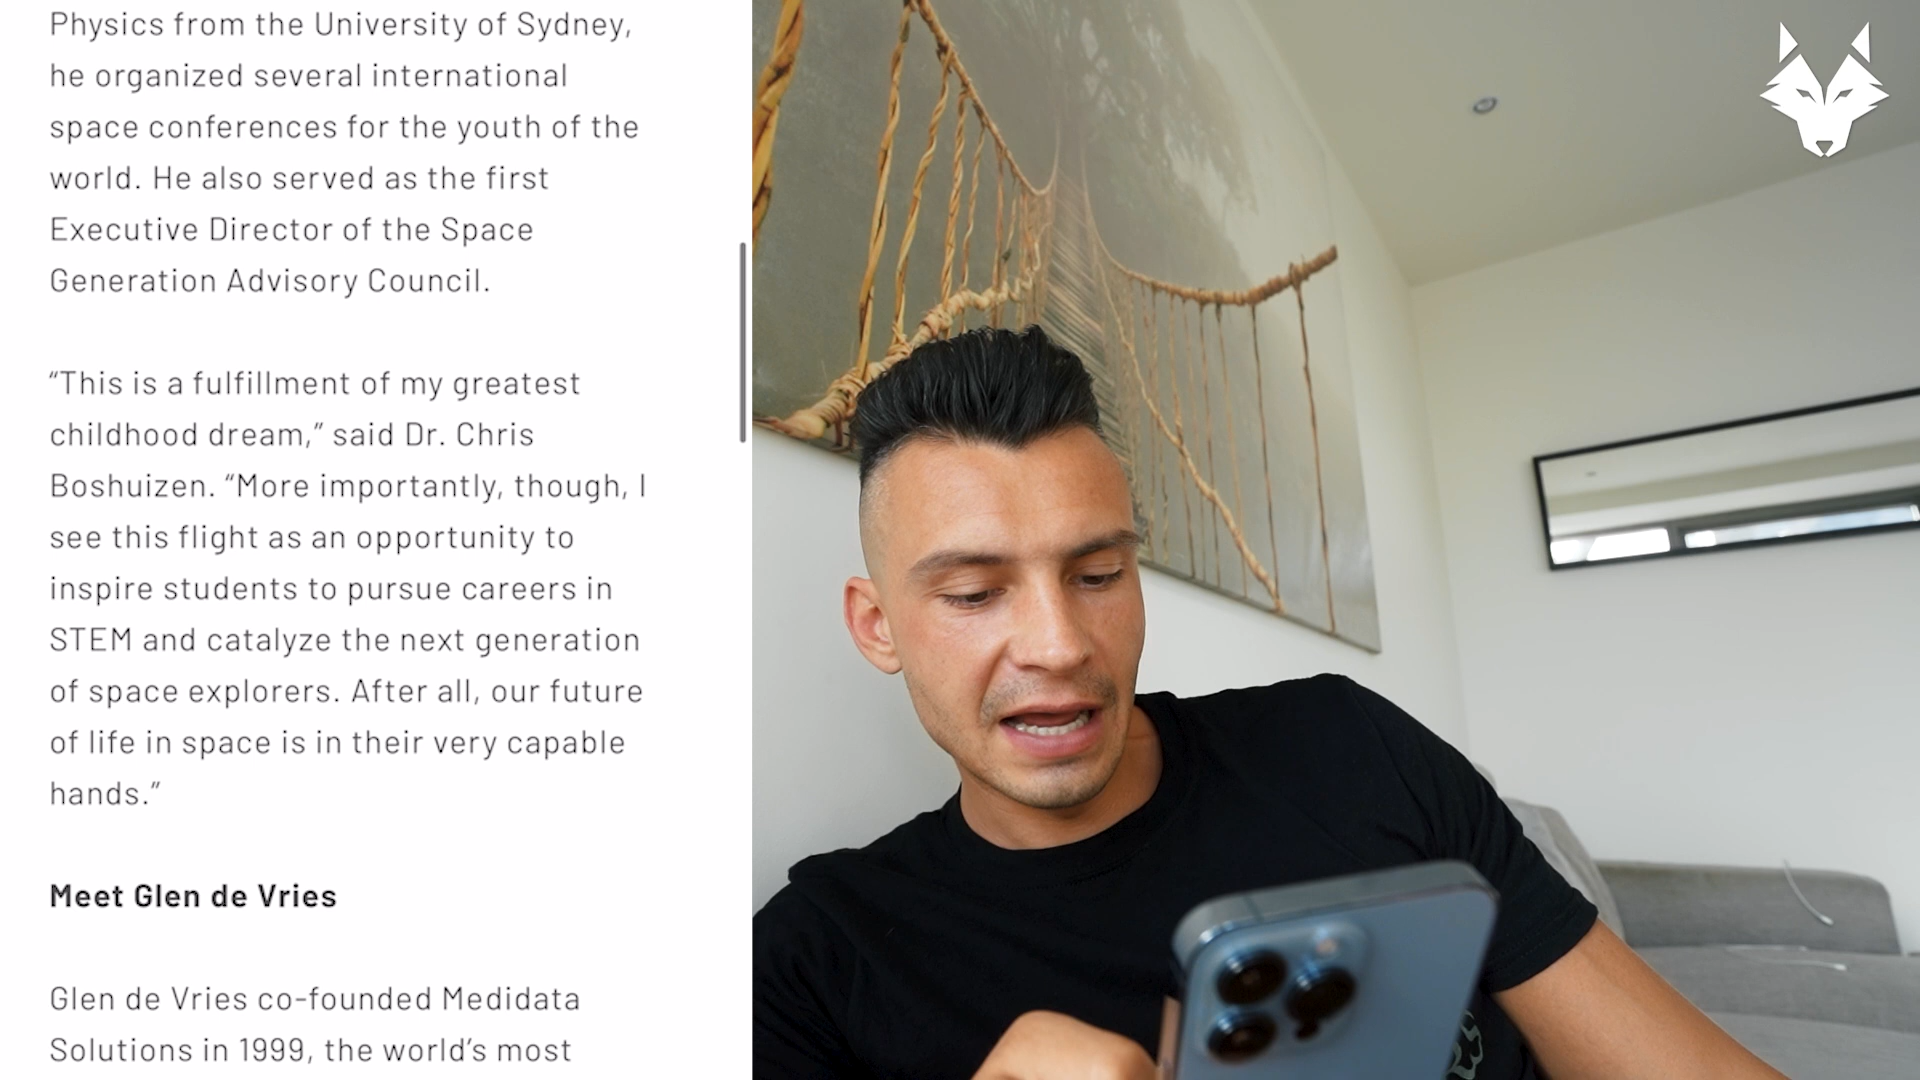 Physics from the University of Sydney,
he organized several international
space conferences for the youth of the
world. He also served as the first
Executive Director of the Space
Generation Advisory Council.
“This is a fulfillment of my greatest
childhood dream,” said Dr. Chris
Boshuizen. “More importantly, though, I
see this flight as an opportunity to
inspire students to pursue careers in
STEM and catalyze the next generation
of space explorers. After all, our future
of life in space is in their very capable
hands.”
Meet Glen de Vries
Glen de Vries co-founded Medidata
Solutions in 1999, the world’s most